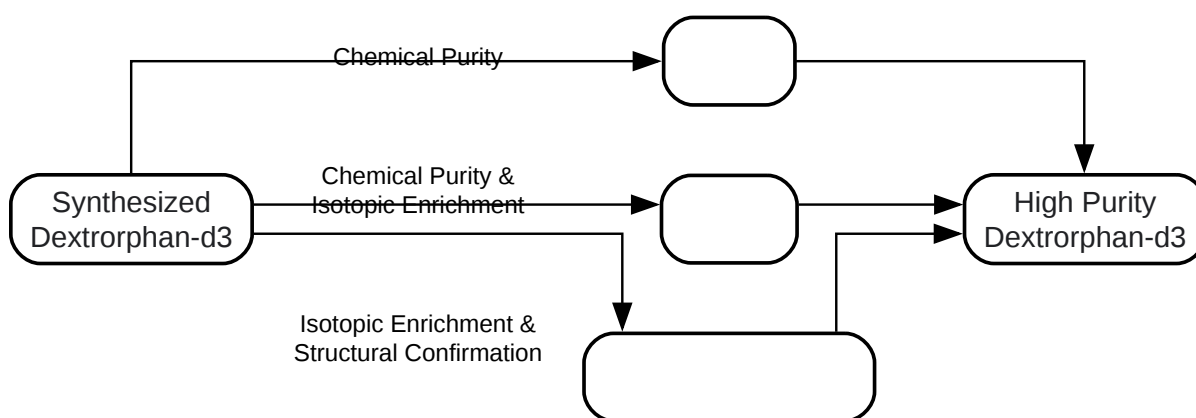 Chemical Purity
Chemical Purity &
Isotopic Enrichment
Synthesized
Dextrorphan-d3
High Purity
Dextrorphan-d3
Isotopic Enrichment &
Structural Confirmation